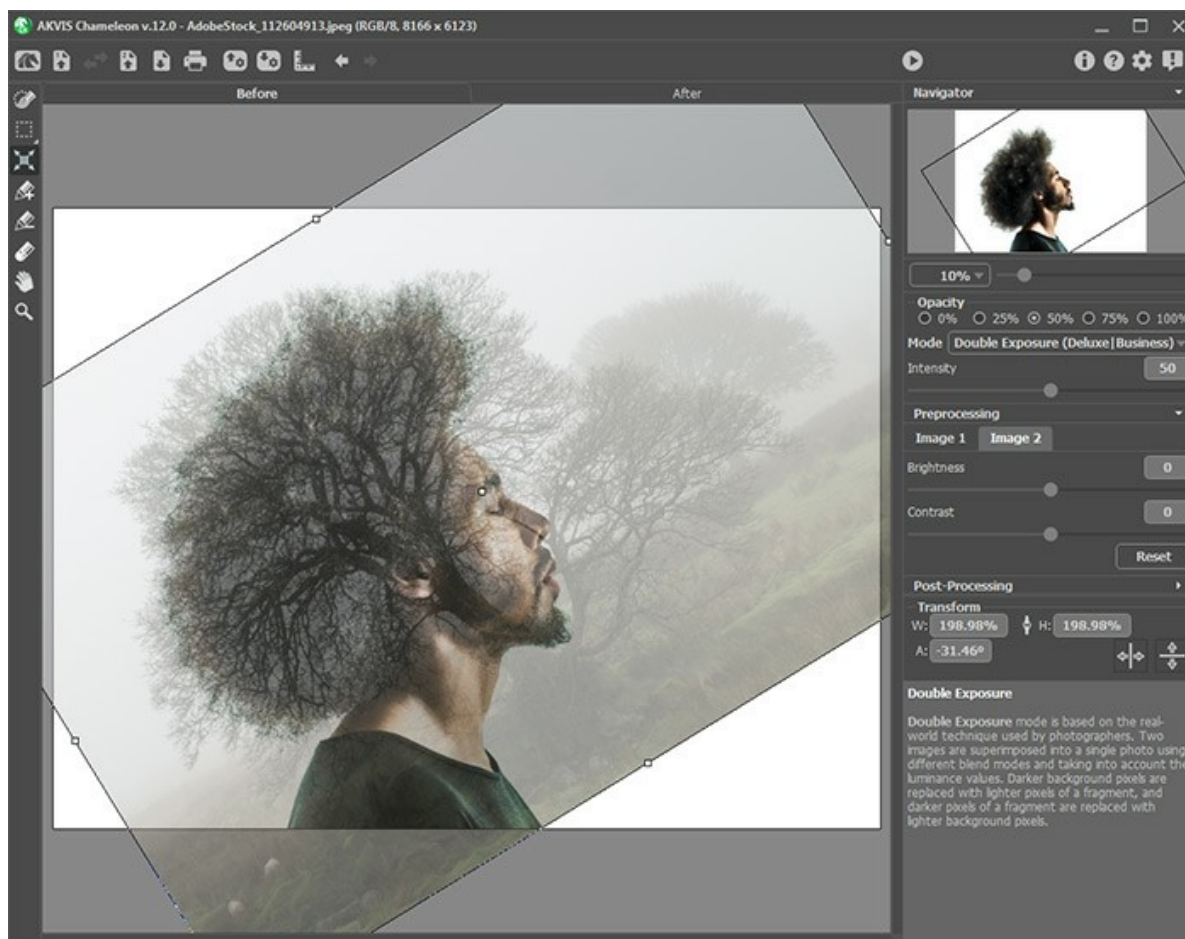 AKVIS Chameleon v.12.0 - AdobeStock_112604913.jpeg (RGB/8, 8166 x 6123)
Before
After
Navigator
10%
Opacity
0% 25% 50% 75% 100%
Mode Double Exposure (Deluxe|Business)
Intensity 50
Preprocessing
Image 1 Image 2
Brightness 0
Contrast 0
Reset
Post-Processing
Transform
W: 198.98% H: 198.98%
A: -31.46º
Double Exposure
Double Exposure mode is based on the real-
world technique used by photographers. Two
images are superimposed into a single photo using
different blend modes and taking into account the
luminance values. Darker background pixels are
replaced with lighter pixels of a fragment, and
darker pixels of a fragment are replaced with
lighter background pixels.